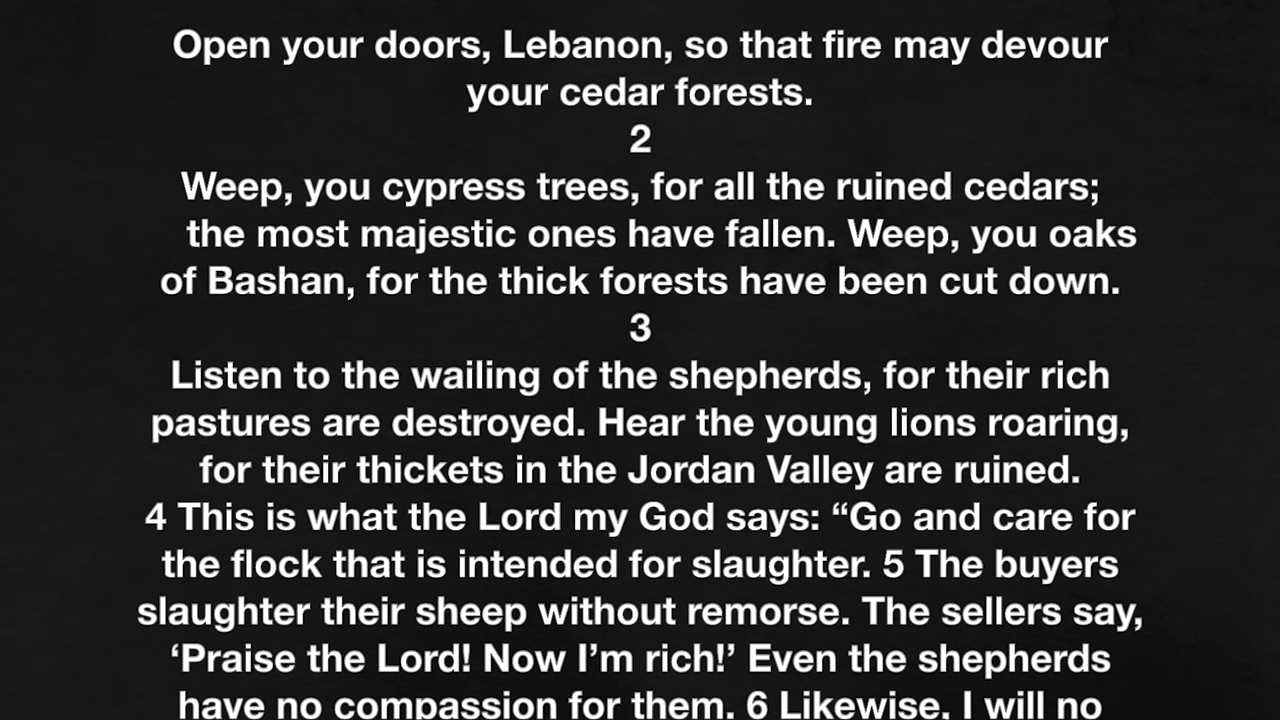 Open your doors, Lebanon, so that fire may devour
your cedar forests.
2
Weep, you cypress trees, for all the ruined cedars;
the most majestic ones have fallen. Weep, you oaks
of Bashan, for the thick forests have been cut down.
3
Listen to the wailing of the shepherds, for their rich
pastures are destroyed. Hear the young lions roaring,
for their thickets in the Jordan Valley are ruined.
4 This is what the Lord my God says: “Go and care for
the flock that is intended for slaughter. 5 The buyers
slaughter their sheep without remorse. The sellers say,
‘Praise the Lord! Now I’m rich!’ Even the shepherds
have no compassion for them. 6 Likewise, I will no